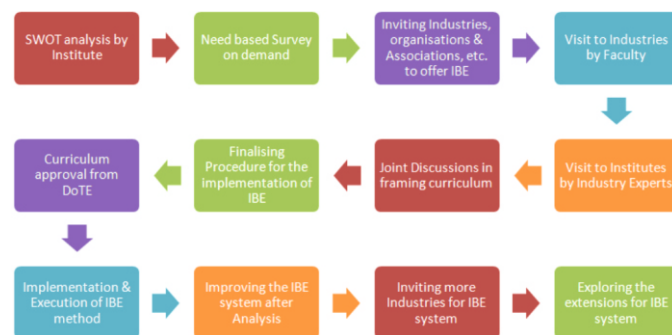 SWOT analysis by
Institute
Need based Survey
on demand
Inviting Industries,
organisations &
Associations, etc.
to offer IBE
Visit to Industries
by Faculty
Visit to Institutes
by Industry Experts
Joint Discussions in
framing curriculum
Finalising
Procedure for the
implementation of
IBE
Curriculum
approval from
DoTE
Implementation &
Execution of IBE
method
Improving the IBE
system after
Analysis
Inviting more
Industries for IBE
system
Exploring the
extensions for IBE
system